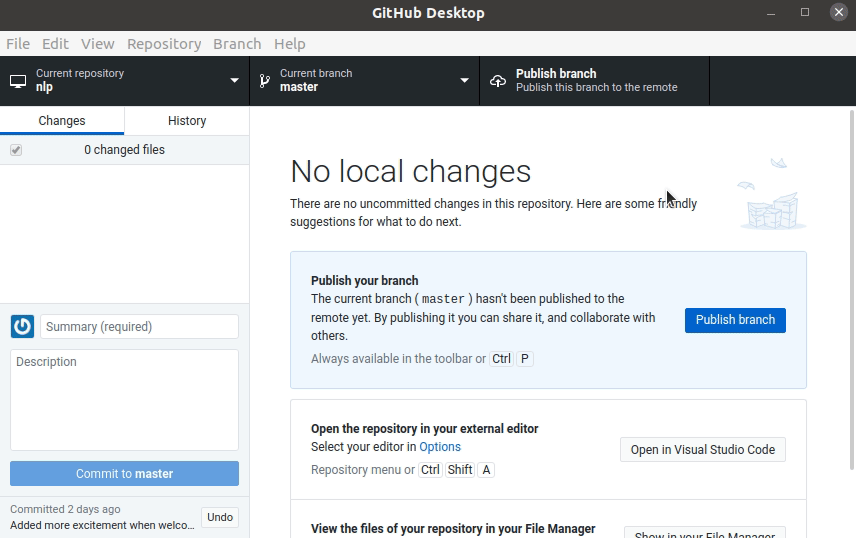 GitHub Desktop
File Edit View Repository Branch Help
Current repository
nlp
Current branch
master
Publish branch
Publish this branch to the remote
Changes
History
0 changed files
No local changes
There are no uncommitted changes in this repository. Here are some friendly
suggestions for what to do next.
Publish your branch
The current branch ( master ) hasn't been published to the
remote yet. By publishing it you can share it, and collaborate with
others.
Always available in the toolbar or Ctrl P
Publish branch
Summary (required)
Description
Commit to master
Committed 2 days ago
Added more excitement when welco...
Undo
Open the repository in your external editor
Select your editor in Options
Repository menu or Ctrl Shift A
Open in Visual Studio Code
View the files of your repository in your File Manager
Show in your File Manager